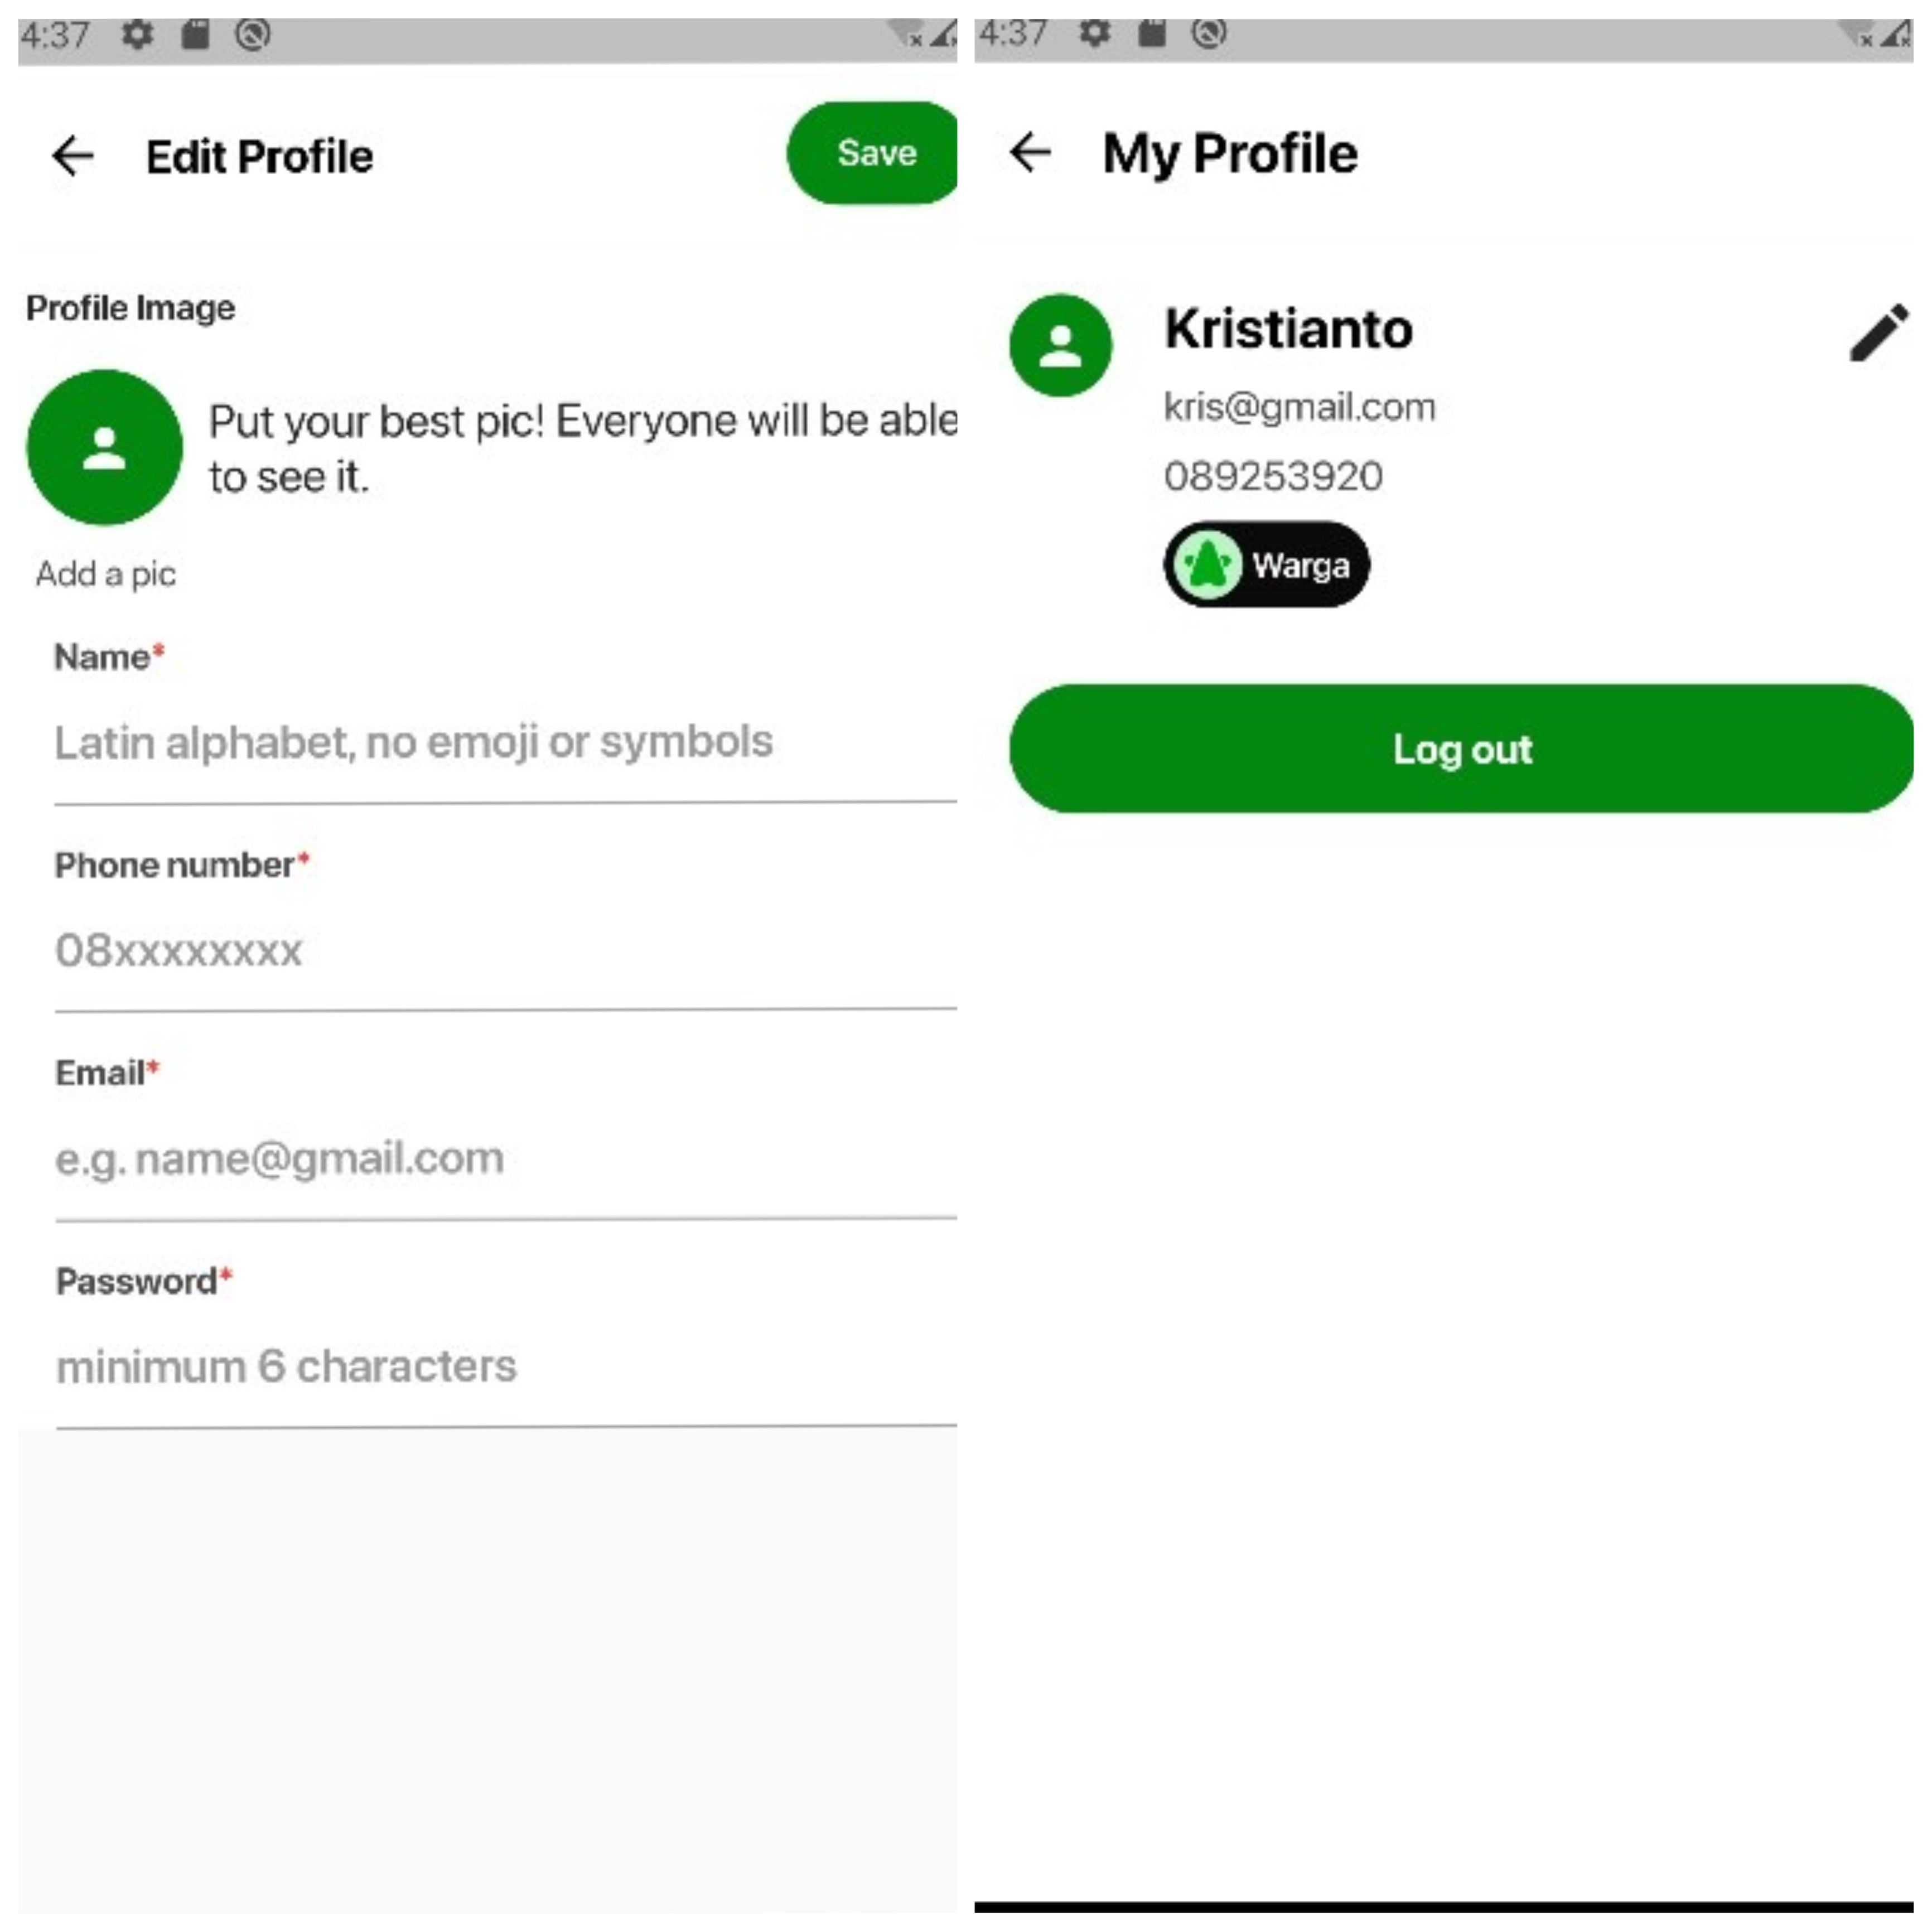 4:37
Edit Profile
Save
Profile Image
Put your best pic! Everyone will be able
to see it.
Add a pic
Name*
Latin alphabet, no emoji or symbols
Phone number*
08xxxxxxxx
Email*
e.g. name@gmail.com
Password*
minimum 6 characters
4:37
My Profile
Kristianto
kris@gmail.com
089253920
Warga
Log out